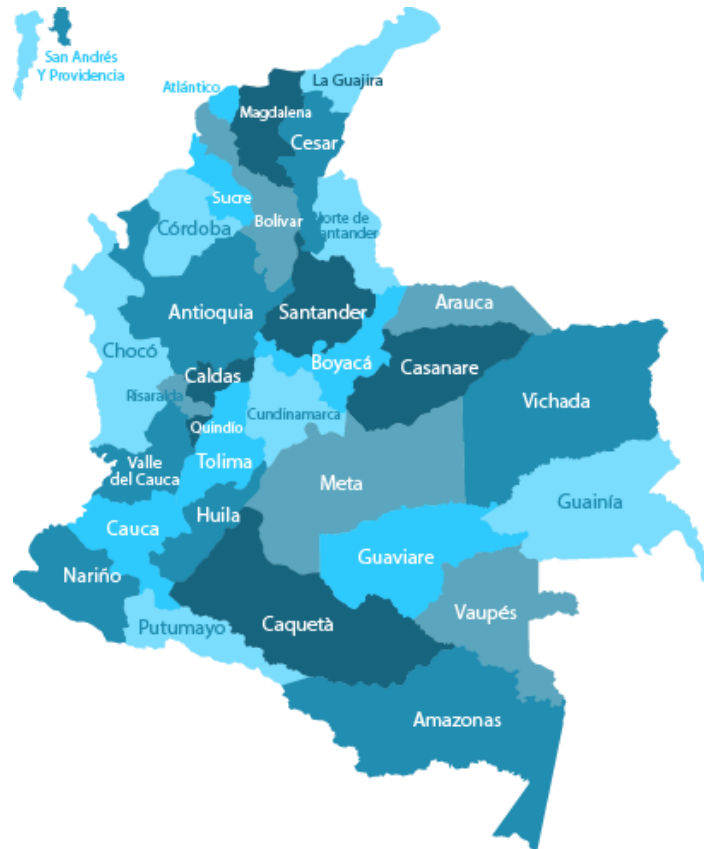 San Andrés
Y Providencia
La Guajira
Atlántico
Magdalena
Cesar
Sucre
Bolívar
Norte de
Santander
Córdoba
Antioquia
Santander
Arauca
Chocó
Boyacá
Casanare
Caldas
Risaralda
Vichada
Cundinamarca
Quindío
Tolima
Valle
del Cauca
Meta
Guainía
Huila
Cauca
Guaviare
Nariño
Vaupés
Putumayo
Caquetà
Amazonas